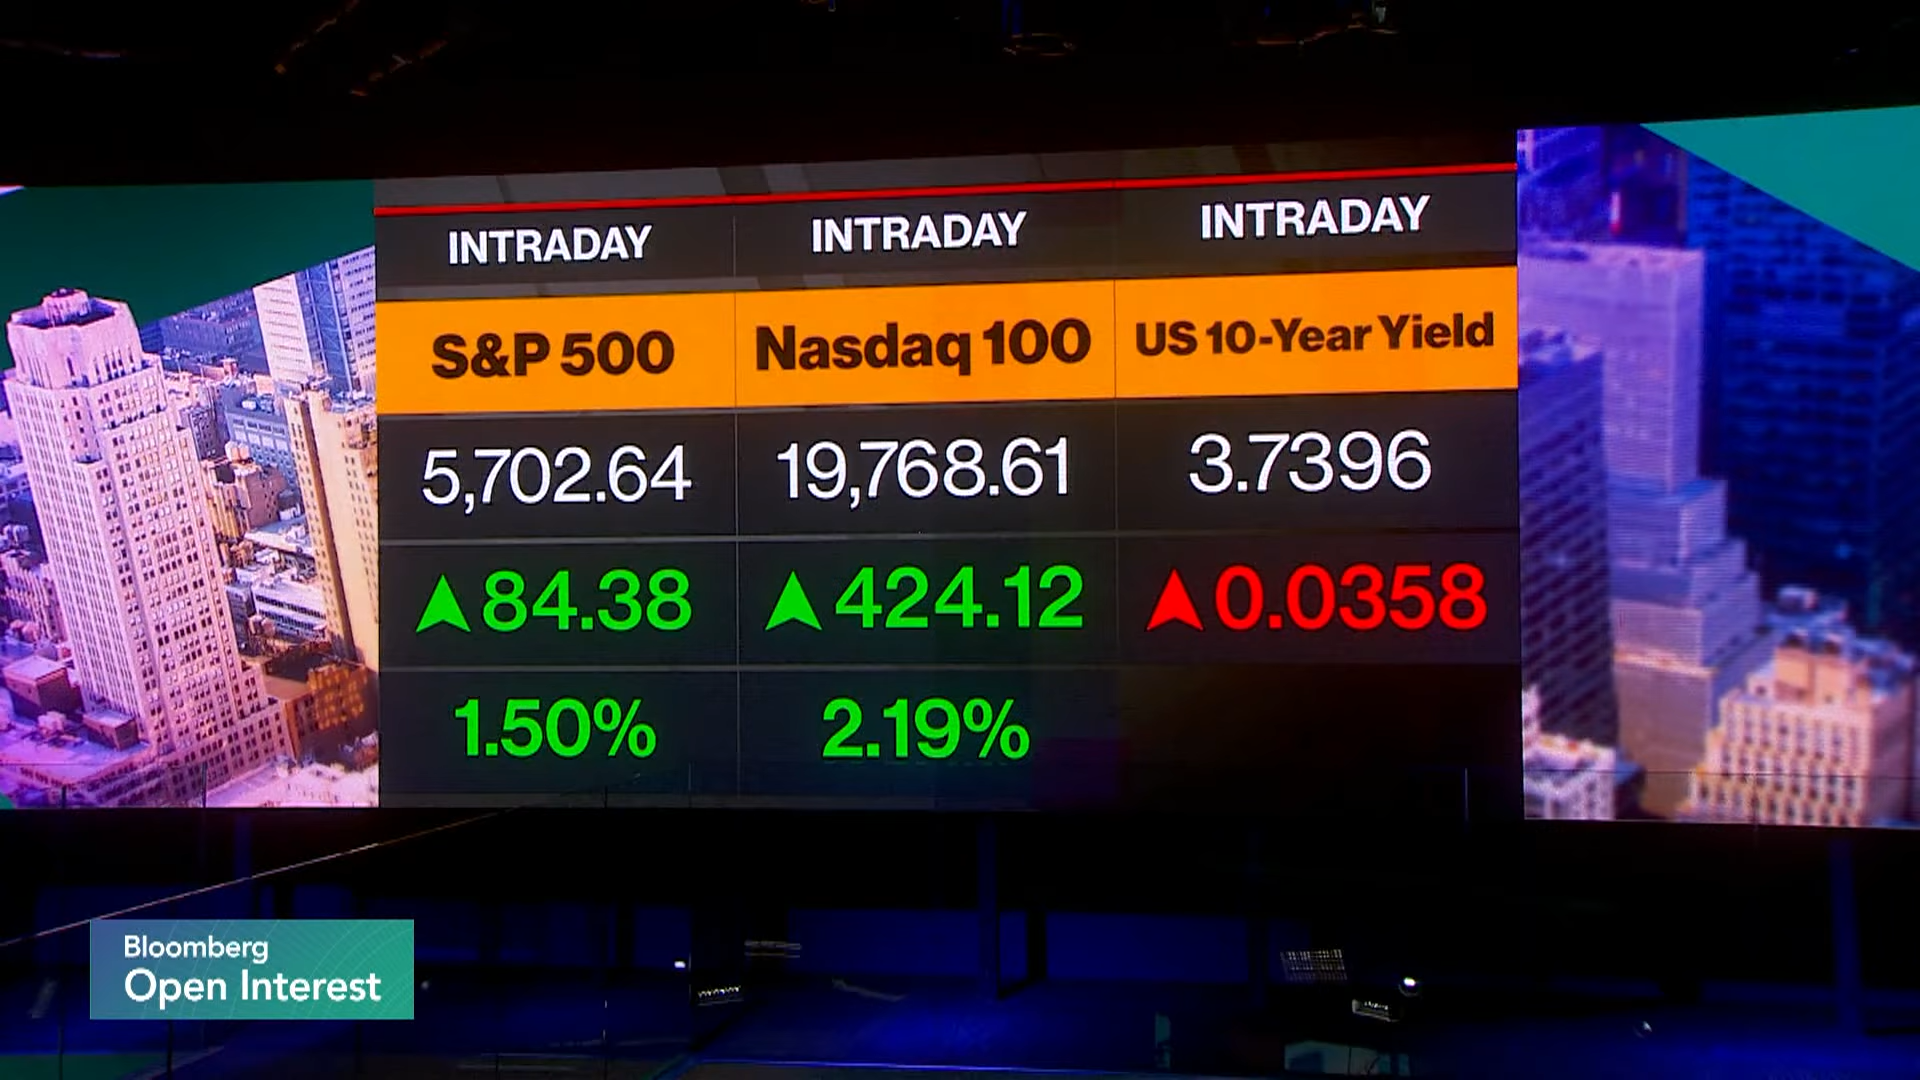 INTRADAY INTRADAY INTRADAY
S&P 500 Nasdaq 100 US 10-Year Yield
5,702.64 19,768.61 3.7396
▲84.38 ▲424.12 ▲0.0358
1.50% 2.19%
Bloomberg
Open Interest